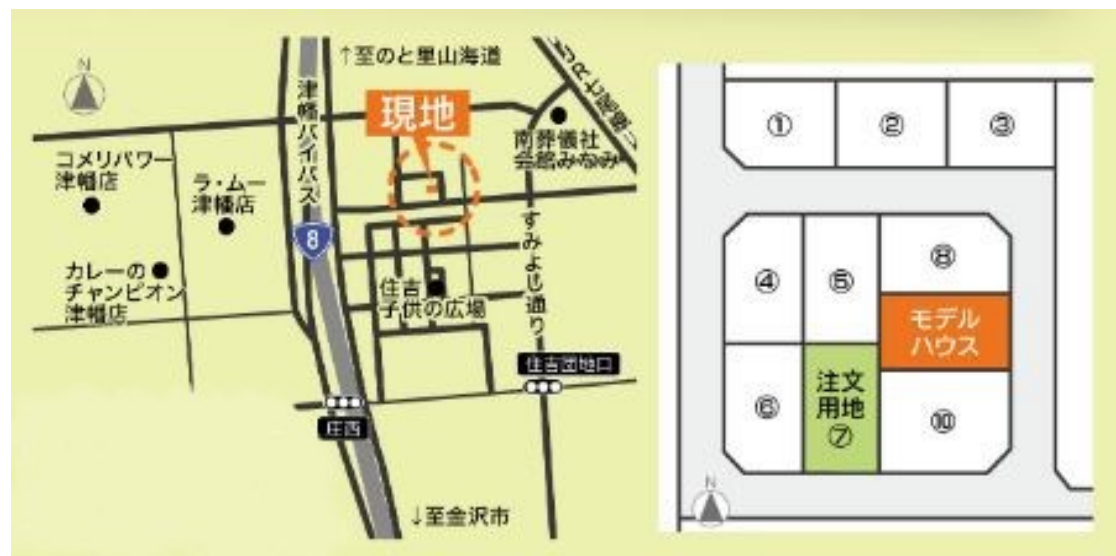 N
↑至のと里山海道
津幡バイパス
現地
コメリパワー
津幡店
ラ・ムー
津幡店
カレーの
チャンピオン
津幡店
8
南葬儀社
会館みなみ
すみよし通り
住吉
子供の広場
住吉団地口
庄西
↓至金沢市
①
②
③
④
⑤
⑧
モデル
ハウス
⑥
注文
用地
⑦
⑩
N